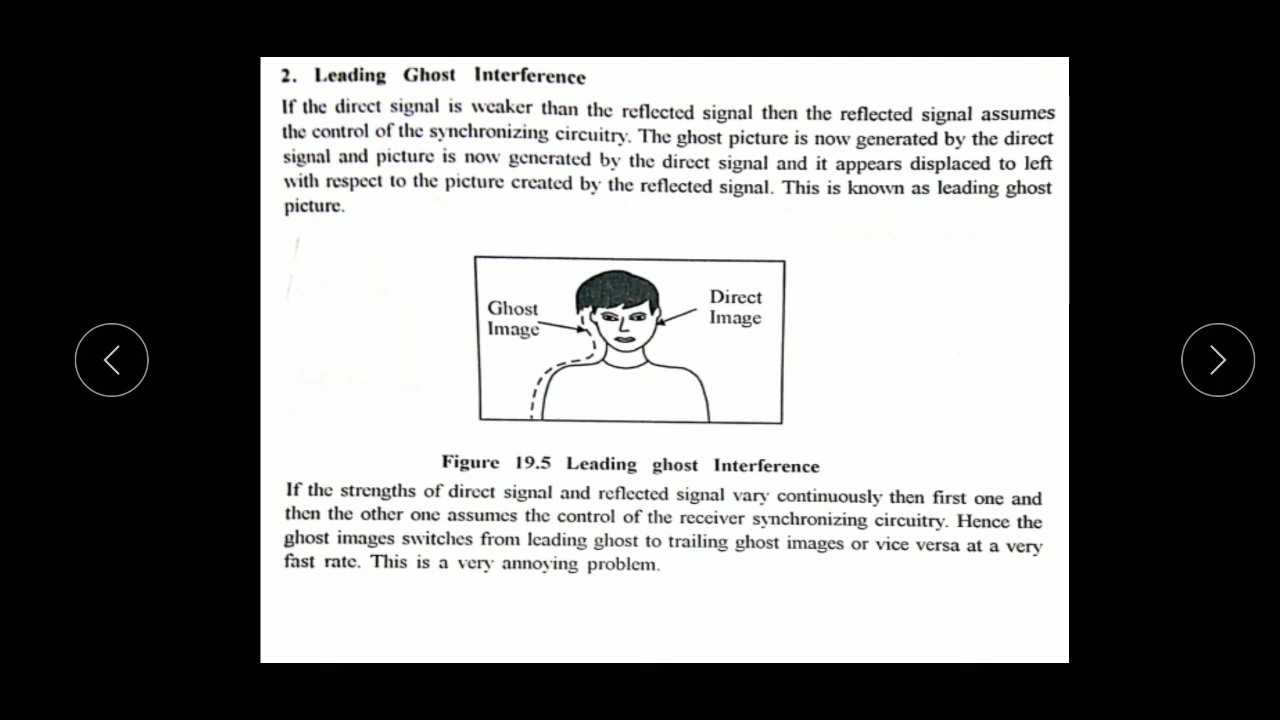 2. Leading Ghost Interference
If the direct signal is weaker than the reflected signal then the reflected signal assumes
the control of the synchronizing circuitry. The ghost picture is now generated by the direct
signal and picture is now generated by the direct signal and it appears displaced to left
with respect to the picture created by the reflected signal. This is known as leading ghost
picture.
Ghost
Image
Direct
Image
Figure 19.5 Leading ghost Interference
If the strengths of direct signal and reflected signal vary continuously then first one and
then the other one assumes the control of the receiver synchronizing circuitry. Hence the
ghost images switches from leading ghost to trailing ghost images or vice versa at a very
fast rate. This is a very annoying problem.